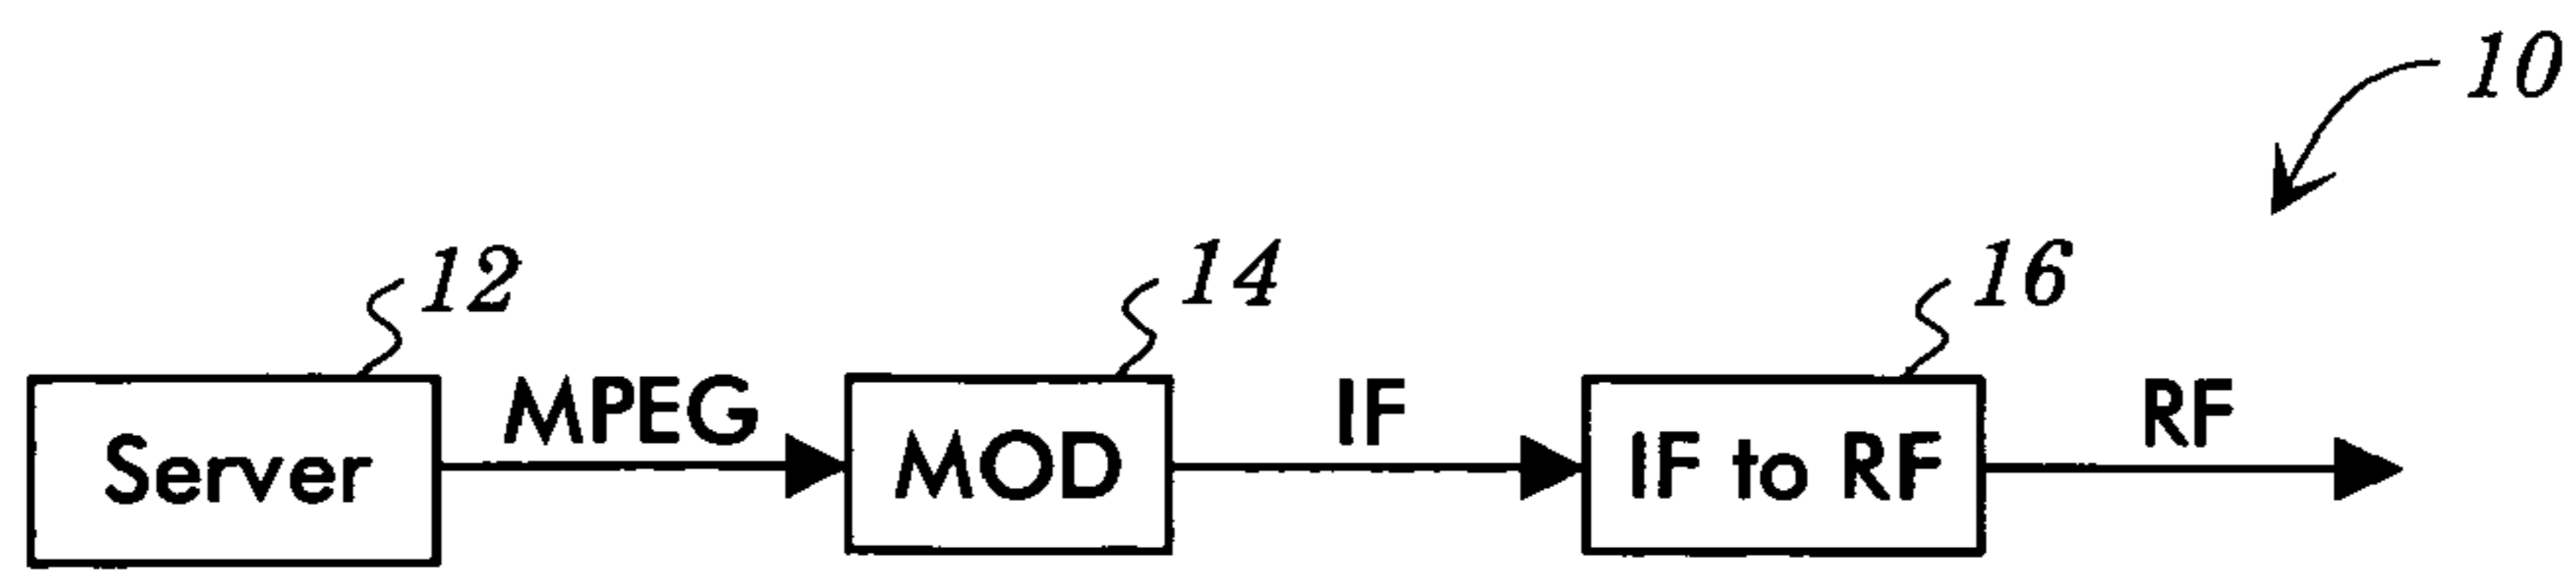 10
12
14
16
Server
MPEG
MOD
IF
IF to RF
RF